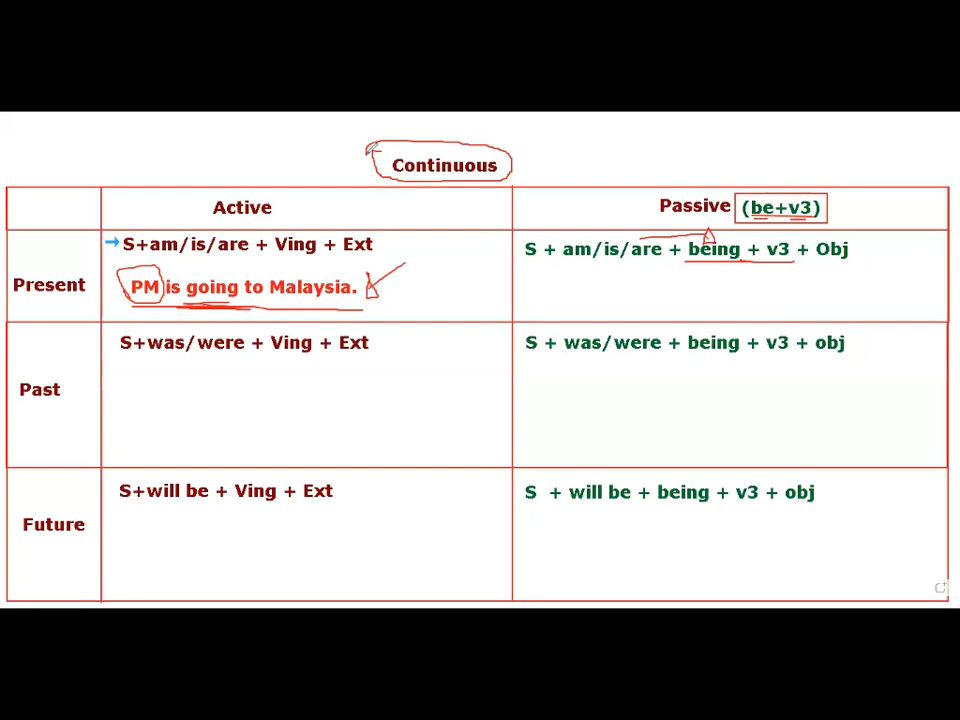 Continuous
Active
Passive (be+v3)
Present
S+am/is/are + Ving + Ext
PM is going to Malaysia.
S + am/is/are + being + v3 + Obj
Past
S+was/were + Ving + Ext
S + was/were + being + v3 + obj
Future
S+will be + Ving + Ext
S + will be + being + v3 + obj